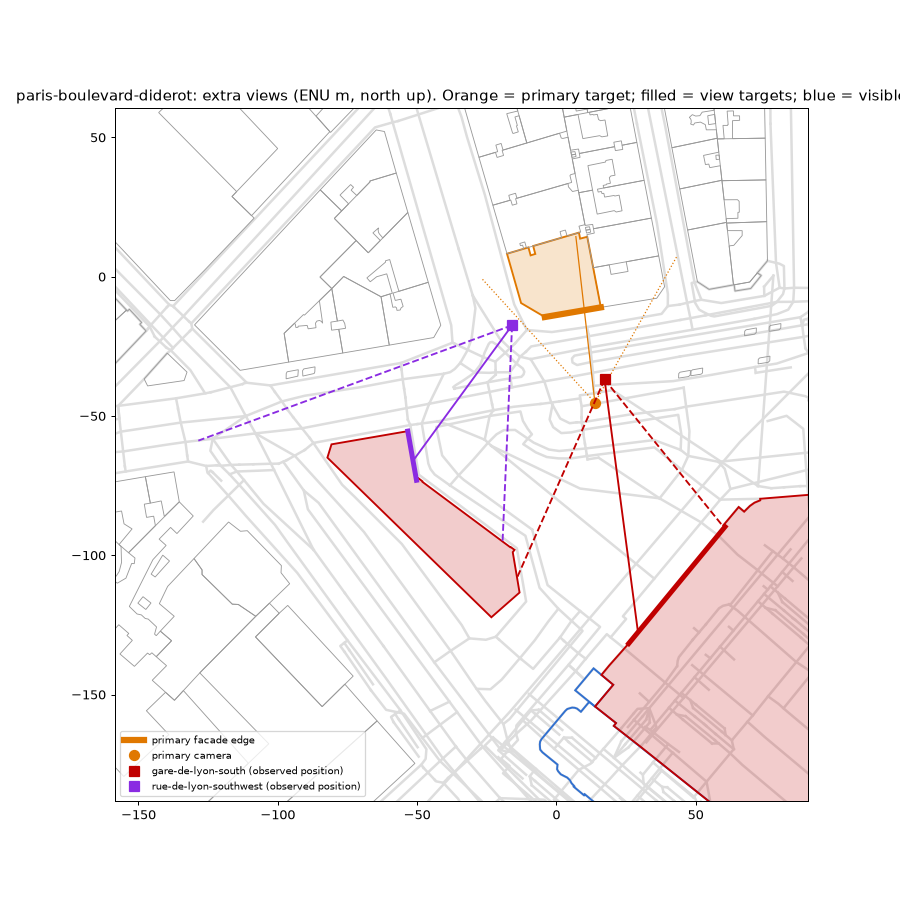 paris-boulevard-diderot: extra views (ENU m, north up). Orange = primary target; filled = view targets; blue = visible
50
0
−50
−100
−150
primary facade edge
primary camera
gare-de-lyon-south (observed position)
rue-de-lyon-southwest (observed position)
−150
−100
−50
0
50